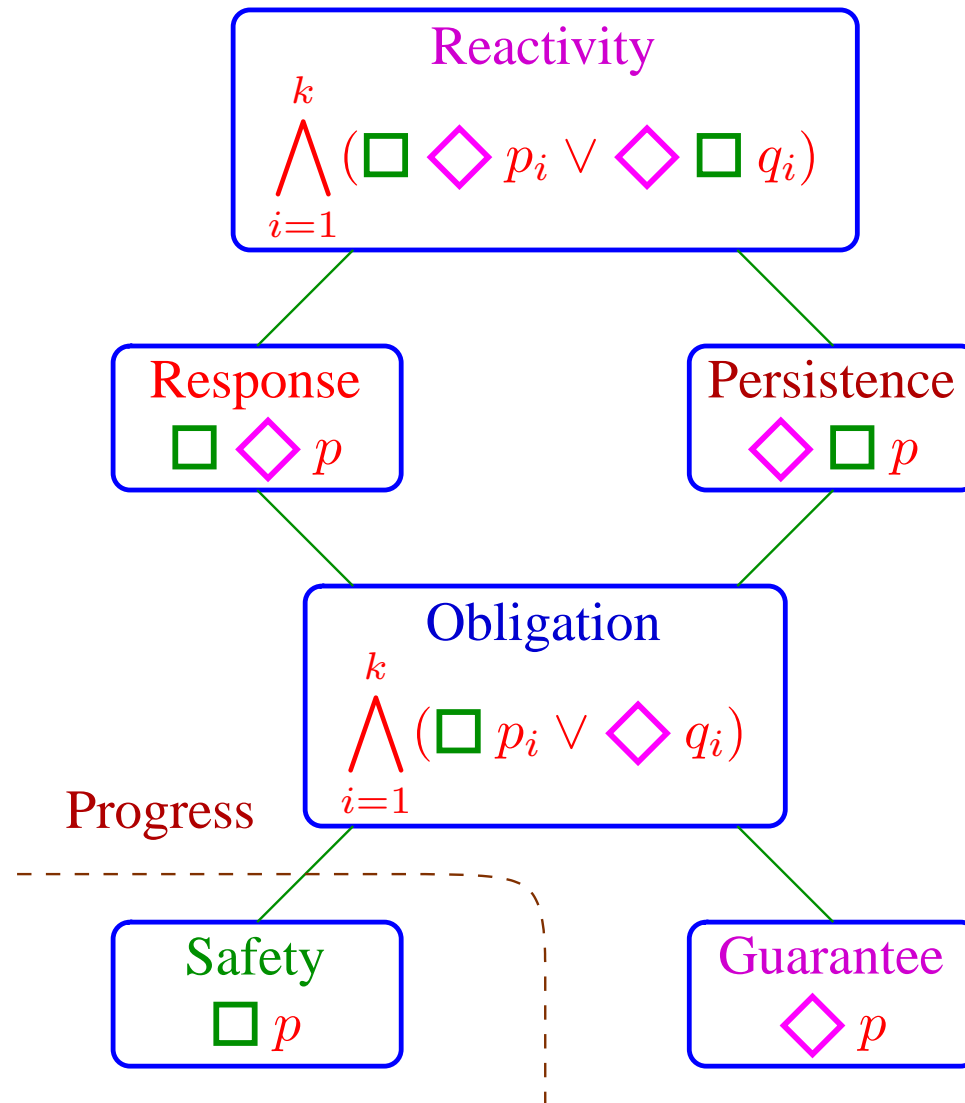 Reactivity
k
⋀ (□ ◇ p_i ∨ ◇ □ q_i)
i=1
Response
□ ◇ p
Persistence
◇ □ p
Obligation
k
⋀ (□ p_i ∨ ◇ q_i)
i=1
Progress
Safety
□ p
Guarantee
◇ p